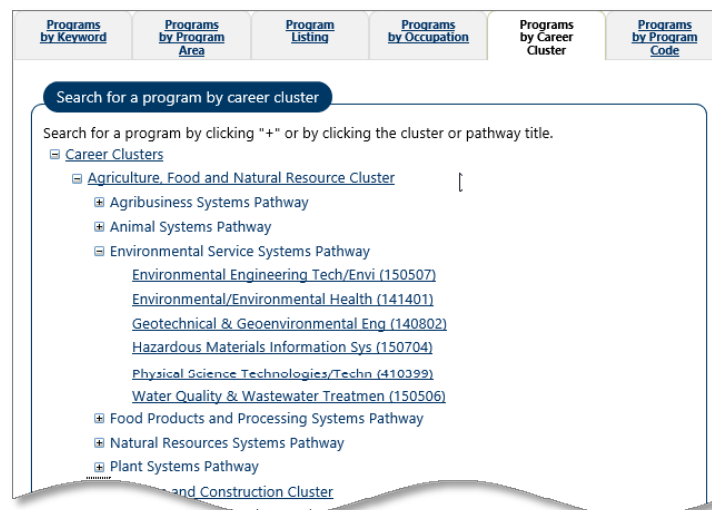 Programs by Keyword
Programs by Program Area
Program Listing
Programs by Occupation
Programs by Career Cluster
Programs by Program Code
Search for a program by career cluster
Search for a program by clicking "+" or by clicking the cluster or pathway title.
Career Clusters
Agriculture, Food and Natural Resource Cluster
Agribusiness Systems Pathway
Animal Systems Pathway
Environmental Service Systems Pathway
Environmental Engineering Tech/Envi (150507)
Environmental/Environmental Health (141401)
Geotechnical & Geoenvironmental Eng (140802)
Hazardous Materials Information Sys (150704)
Physical Science Technologies/Techn (410399)
Water Quality & Wastewater Treatmen (150506)
Food Products and Processing Systems Pathway
Natural Resources Systems Pathway
Plant Systems Pathway
and Construction Cluster